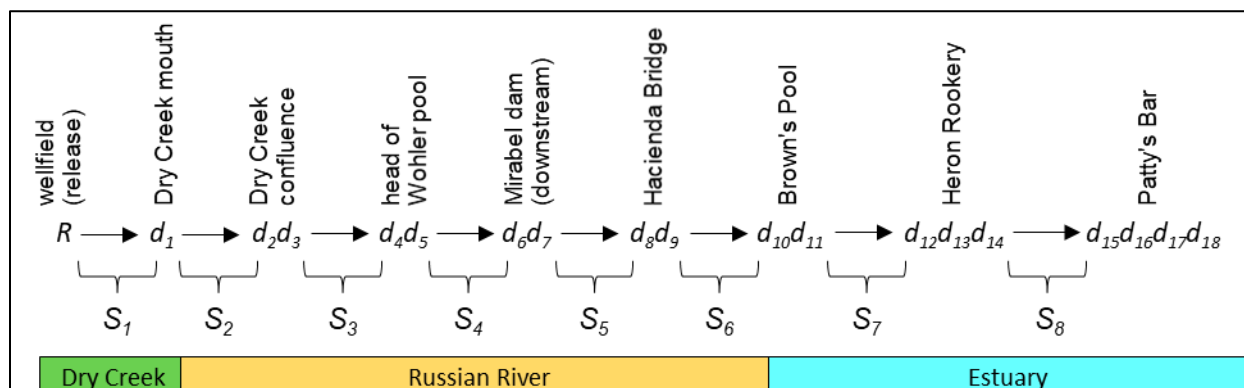 wellfield
(release)
Dry Creek mouth
Dry Creek
confluence
head of
Wohler pool
Mirabel dam
(downstream)
Hacienda Bridge
Brown's Pool
Heron Rookery
Patty's Bar
R d1 d2d3 d4d5 d6d7 d8d9 d10d11 d12d13d14 d15d16d17d18
S1 S2 S3 S4 S5 S6 S7 S8
Dry Creek Russian River Estuary